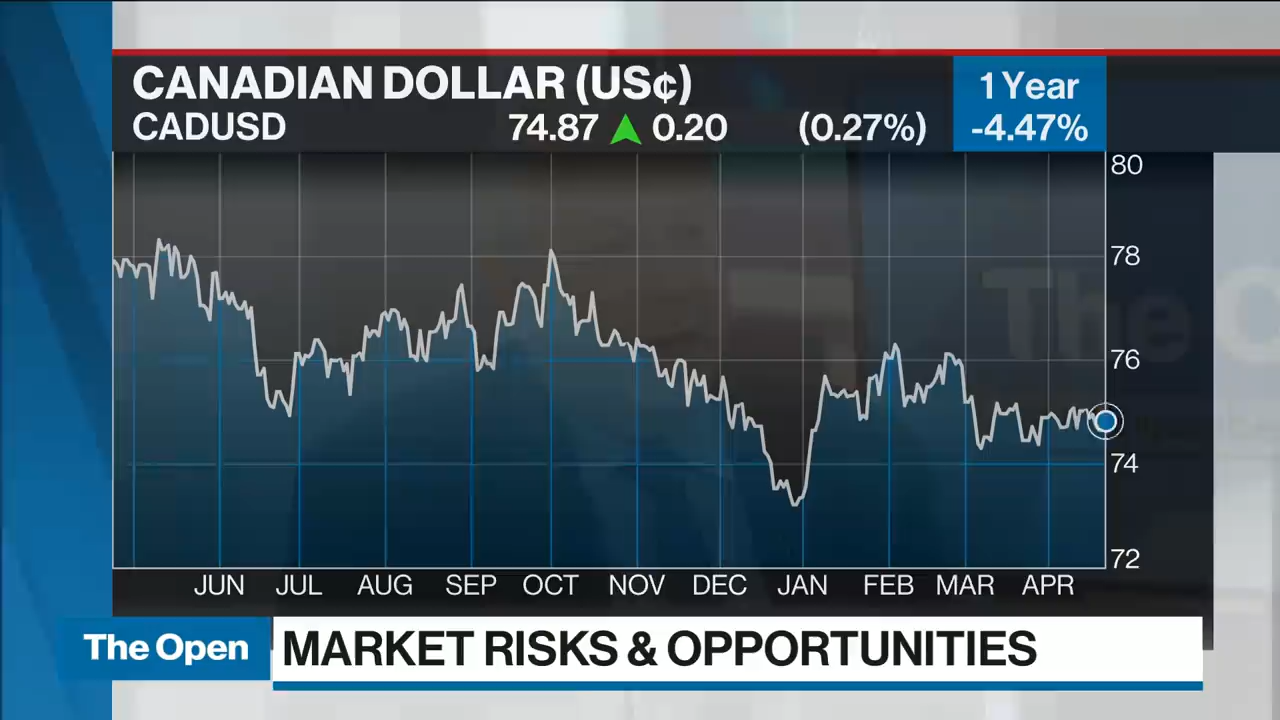 CANADIAN DOLLAR (US¢)
CADUSD 74.87 0.20 (0.27%)
1 Year
-4.47%
80
78
76
74
72
JUN JUL AUG SEP OCT NOV DEC JAN FEB MAR APR
The O
The Open
MARKET RISKS & OPPORTUNITIES